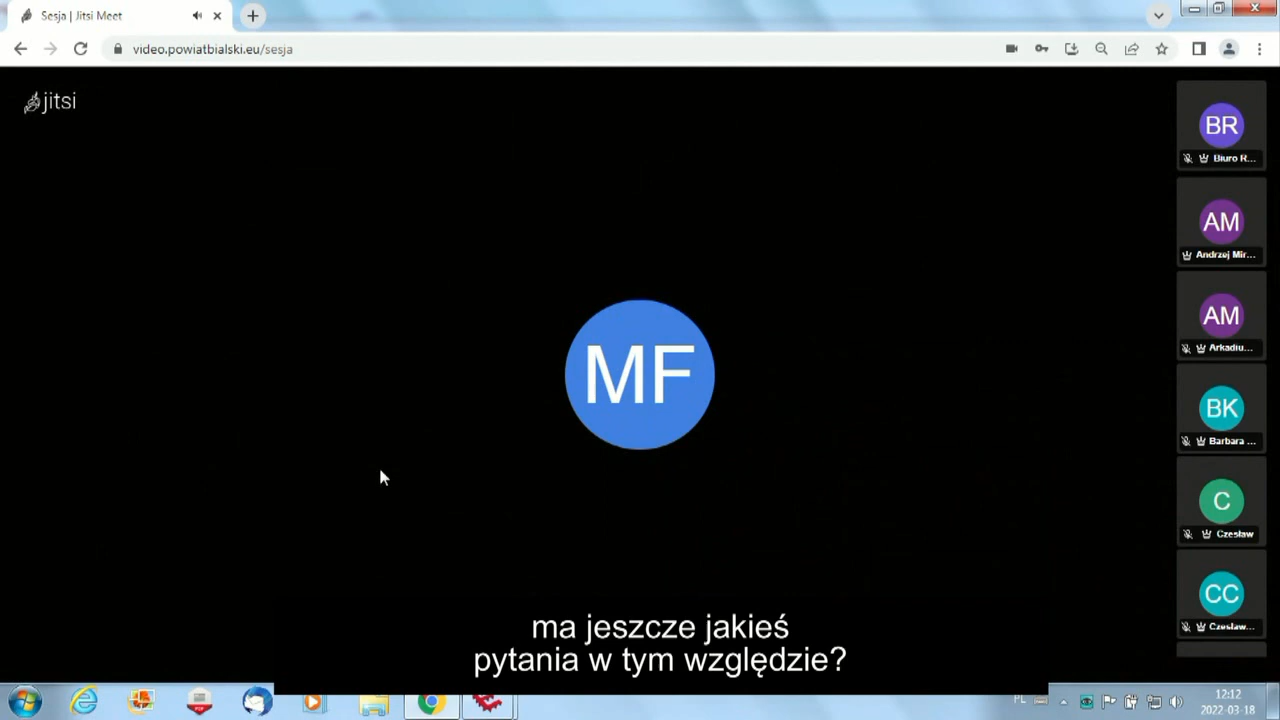 Sesja | Jitsi Meet
video.powiatbialski.eu/sesja
jitsi
BR
Biuro R...
AM
Andrzej Mir...
AM
Arkadiu...
BK
Barbara ...
C
Czesław
CC
Czesław...
MF
ma jeszcze jakieś
pytania w tym względzie?
PL
12:12
2022-03-18